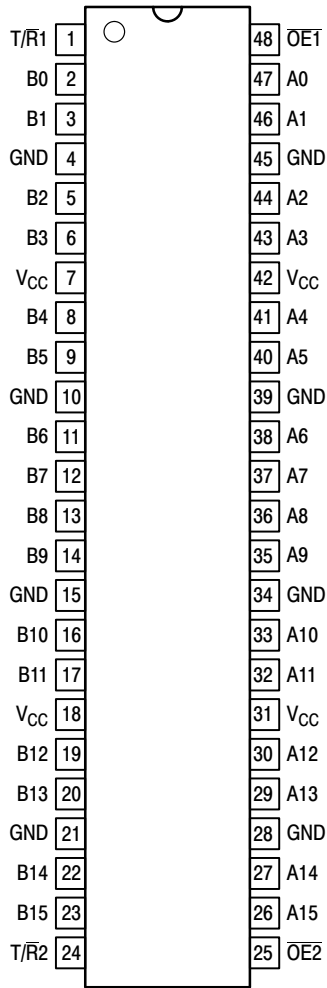 T/R̅1 1 48 O̅E̅1̅
B0 2 47 A0
B1 3 46 A1
GND 4 45 GND
B2 5 44 A2
B3 6 43 A3
VCC 7 42 VCC
B4 8 41 A4
B5 9 40 A5
GND 10 39 GND
B6 11 38 A6
B7 12 37 A7
B8 13 36 A8
B9 14 35 A9
GND 15 34 GND
B10 16 33 A10
B11 17 32 A11
VCC 18 31 VCC
B12 19 30 A12
B13 20 29 A13
GND 21 28 GND
B14 22 27 A14
B15 23 26 A15
T/R̅2 24 25 O̅E̅2̅